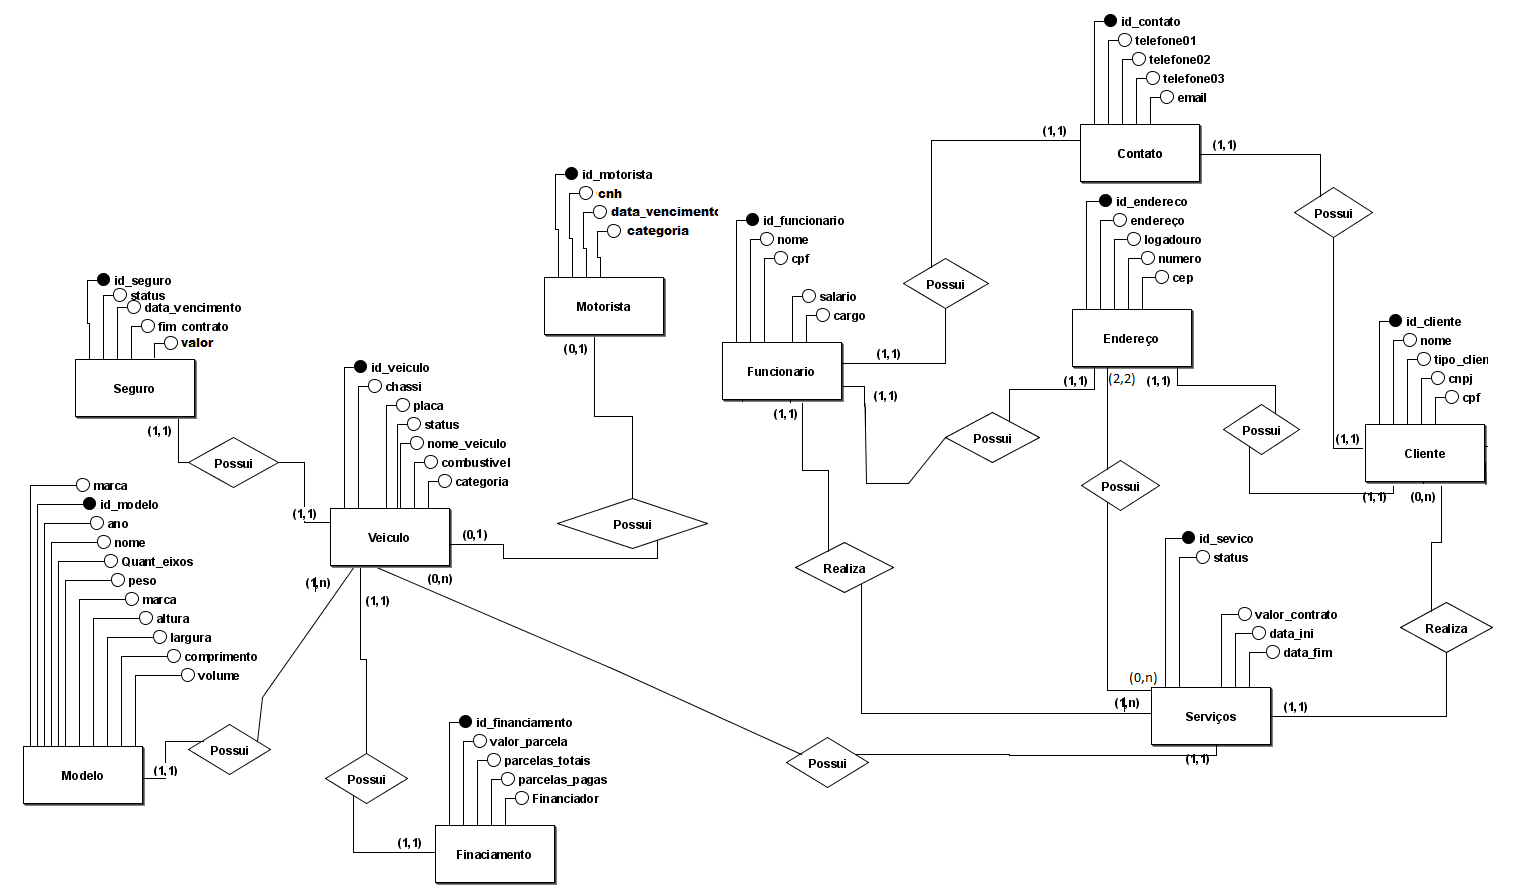 id_contato
telefone01
telefone02
telefone03
email
(1,1)
Contato
(1,1)
Possui
id_motorista
cnh
data_vencimento
categoria
Motorista
(0,1)
id_funcionario
nome
cpf
salario
cargo
Funcionario
(1,1)
(1,1)
(1,1)
Possui
id_endereco
endereço
logadouro
numero
cep
Endereço
(1,1)
(2,2)
(1,1)
Possui
Possui
Possui
id_cliente
nome
tipo_clien
cnpj
cpf
Cliente
(1,1)
(1,1)
(0,n)
id_seguro
status
data_vencimento
fim_contrato
valor
Seguro
(1,1)
Possui
(1,1)
id_veiculo
chassi
placa
status
nome_veiculo
combustivel
categoria
Veiculo
(0,1)
(1,n)
(1,1)
(0,n)
Possui
marca
id_modelo
ano
nome
Quant_eixos
peso
marca
altura
largura
comprimento
volume
Modelo
(1,1)
Possui
Realiza
Realiza
id_sevico
status
valor_contrato
data_ini
data_fim
Serviços
(0,n)
(1,n)
(1,1)
(1,1)
Possui
Possui
id_financiamento
valor_parcela
parcelas_totais
parcelas_pagas
Financiador
Finaciamento
(1,1)